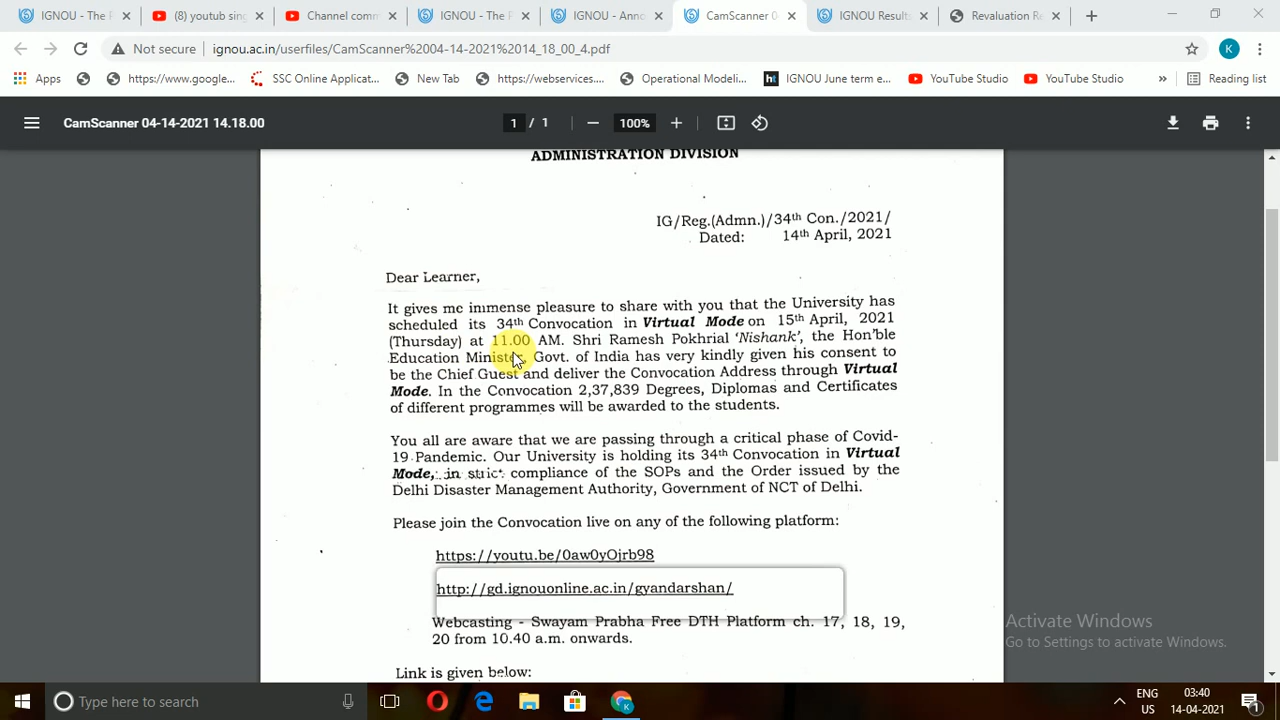 IGNOU - The P
(8) youtub sing
Channel comm
IGNOU - The P
IGNOU - Anno
CamScanner 04
IGNOU Results
Revaluation Re
Not secure
ignou.ac.in/userfiles/CamScanner%2004-14-2021%2014_18_00_4.pdf
K
Apps
https://www.google...
SSC Online Applicat...
New Tab
https://webservices....
Operational Modeli...
ht
IGNOU June term e...
YouTube Studio
YouTube Studio
»
Reading list
CamScanner 04-14-2021 14.18.00
1 / 1
100%
ADMINISTRATION DIVISION
IG/Reg.(Admn.)/34th Con./2021/
Dated: 14th April, 2021
Dear Learner,
It gives me immense pleasure to share with you that the University has
scheduled its 34th Convocation in Virtual Mode on 15th April, 2021
(Thursday) at 11.00 AM. Shri Ramesh Pokhrial 'Nishank', the Hon'ble
Education Minister, Govt. of India has very kindly given his consent to
be the Chief Guest and deliver the Convocation Address through Virtual
Mode. In the Convocation 2,37,839 Degrees, Diplomas and Certificates
of different programmes will be awarded to the students.
You all are aware that we are passing through a critical phase of Covid-
19 Pandemic. Our University is holding its 34th Convocation in Virtual
Mode, in strict compliance of the SOPs and the Order issued by the
Delhi Disaster Management Authority, Government of NCT of Delhi.
Please join the Convocation live on any of the following platform:
https://youtu.be/0aw0yOjrb98
http://gd.ignouonline.ac.in/gyandarshan/
Webcasting - Swayam Prabha Free DTH Platform ch. 17, 18, 19,
20 from 10.40 a.m. onwards.
Link is given below:
Activate Windows
Go to Settings to activate Windows.
Type here to search
ENG
US
03:40
14-04-2021
1